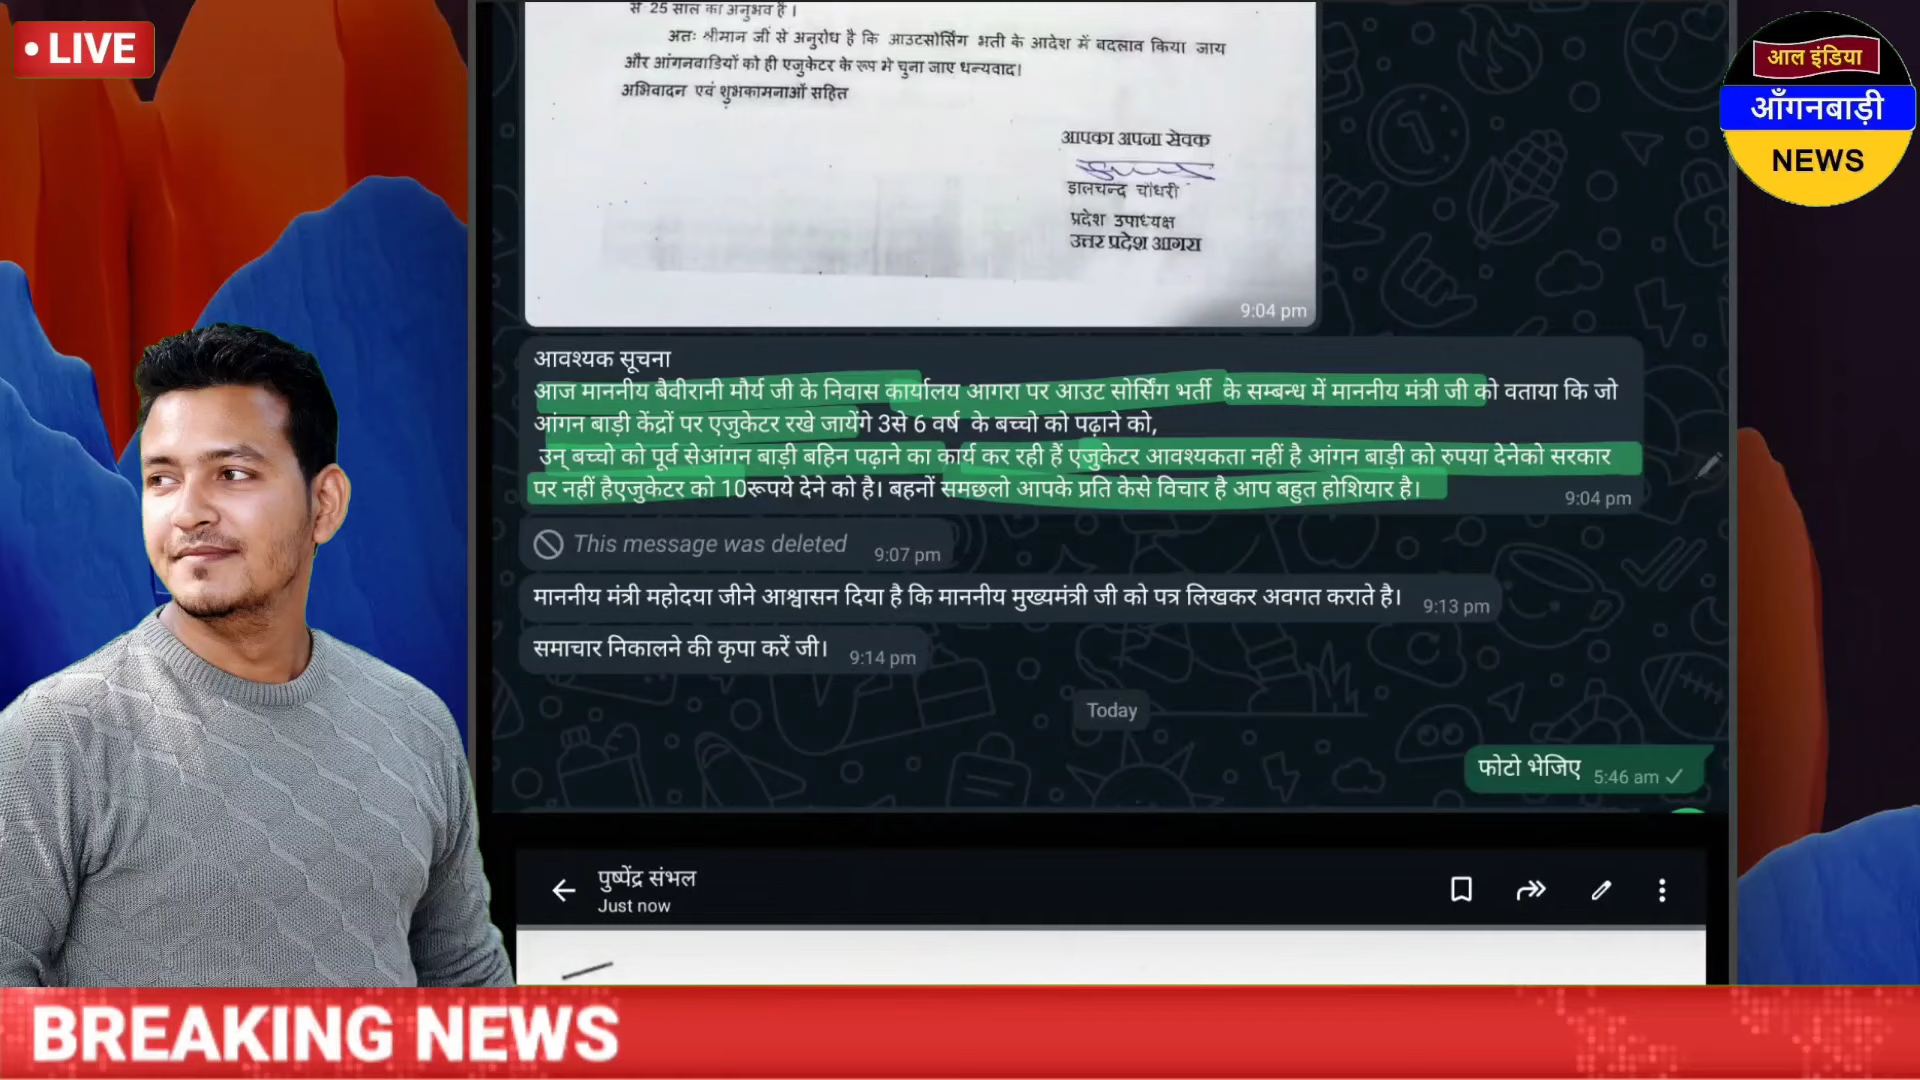 • LIVE
से 25 साल का अनुभव है ।
अतः श्रीमान जी से अनुरोध है कि आउटसोर्सिंग भर्ती के आदेश में बदलाव किया जाय
और आंगनवाडियों को ही एजुकेटर के रूप मे चुना जाए धन्यवाद।
अभिवादन एवं शुभकामनाओं सहित
आपका अपना सेवक
डालचन्द चौधरी
प्रदेश उपाध्यक्ष
उत्तर प्रदेश आगरा
9:04 pm
आल इंडिया
आँगनबाड़ी
NEWS
आवश्यक सूचना
आज माननीय बैवीरानी मौर्य जी के निवास कार्यालय आगरा पर आउट सोर्सिंग भर्ती के सम्बन्ध में माननीय मंत्री जी को वताया कि जो
आंगन बाड़ी केंद्रों पर एजुकेटर रखे जायेंगे 3से 6 वर्ष के बच्चो को पढ़ाने को,
उन् बच्चो को पूर्व सेआंगन बाड़ी बहिन पढ़ाने का कार्य कर रही हैं एजुकेटर आवश्यकता नहीं है आंगन बाड़ी को रुपया देनेको सरकार
पर नहीं हैएजुकेटर को 10रूपये देने को है। बहनों समछलो आपके प्रति केसे विचार है आप बहुत होशियार है।
9:04 pm
This message was deleted 9:07 pm
माननीय मंत्री महोदया जीने आश्वासन दिया है कि माननीय मुख्यमंत्री जी को पत्र लिखकर अवगत कराते है। 9:13 pm
समाचार निकालने की कृपा करें जी। 9:14 pm
Today
फोटो भेजिए 5:46 am
पुष्पेंद्र संभल
Just now
BREAKING NEWS